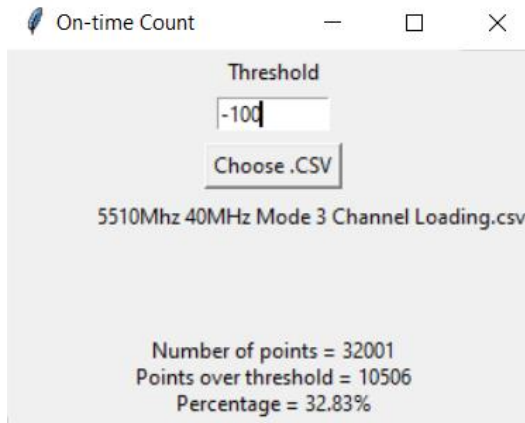 On-time Count
Threshold
-100
Choose .CSV
5510Mhz 40MHz Mode 3 Channel Loading.csv
Number of points = 32001
Points over threshold = 10506
Percentage = 32.83%